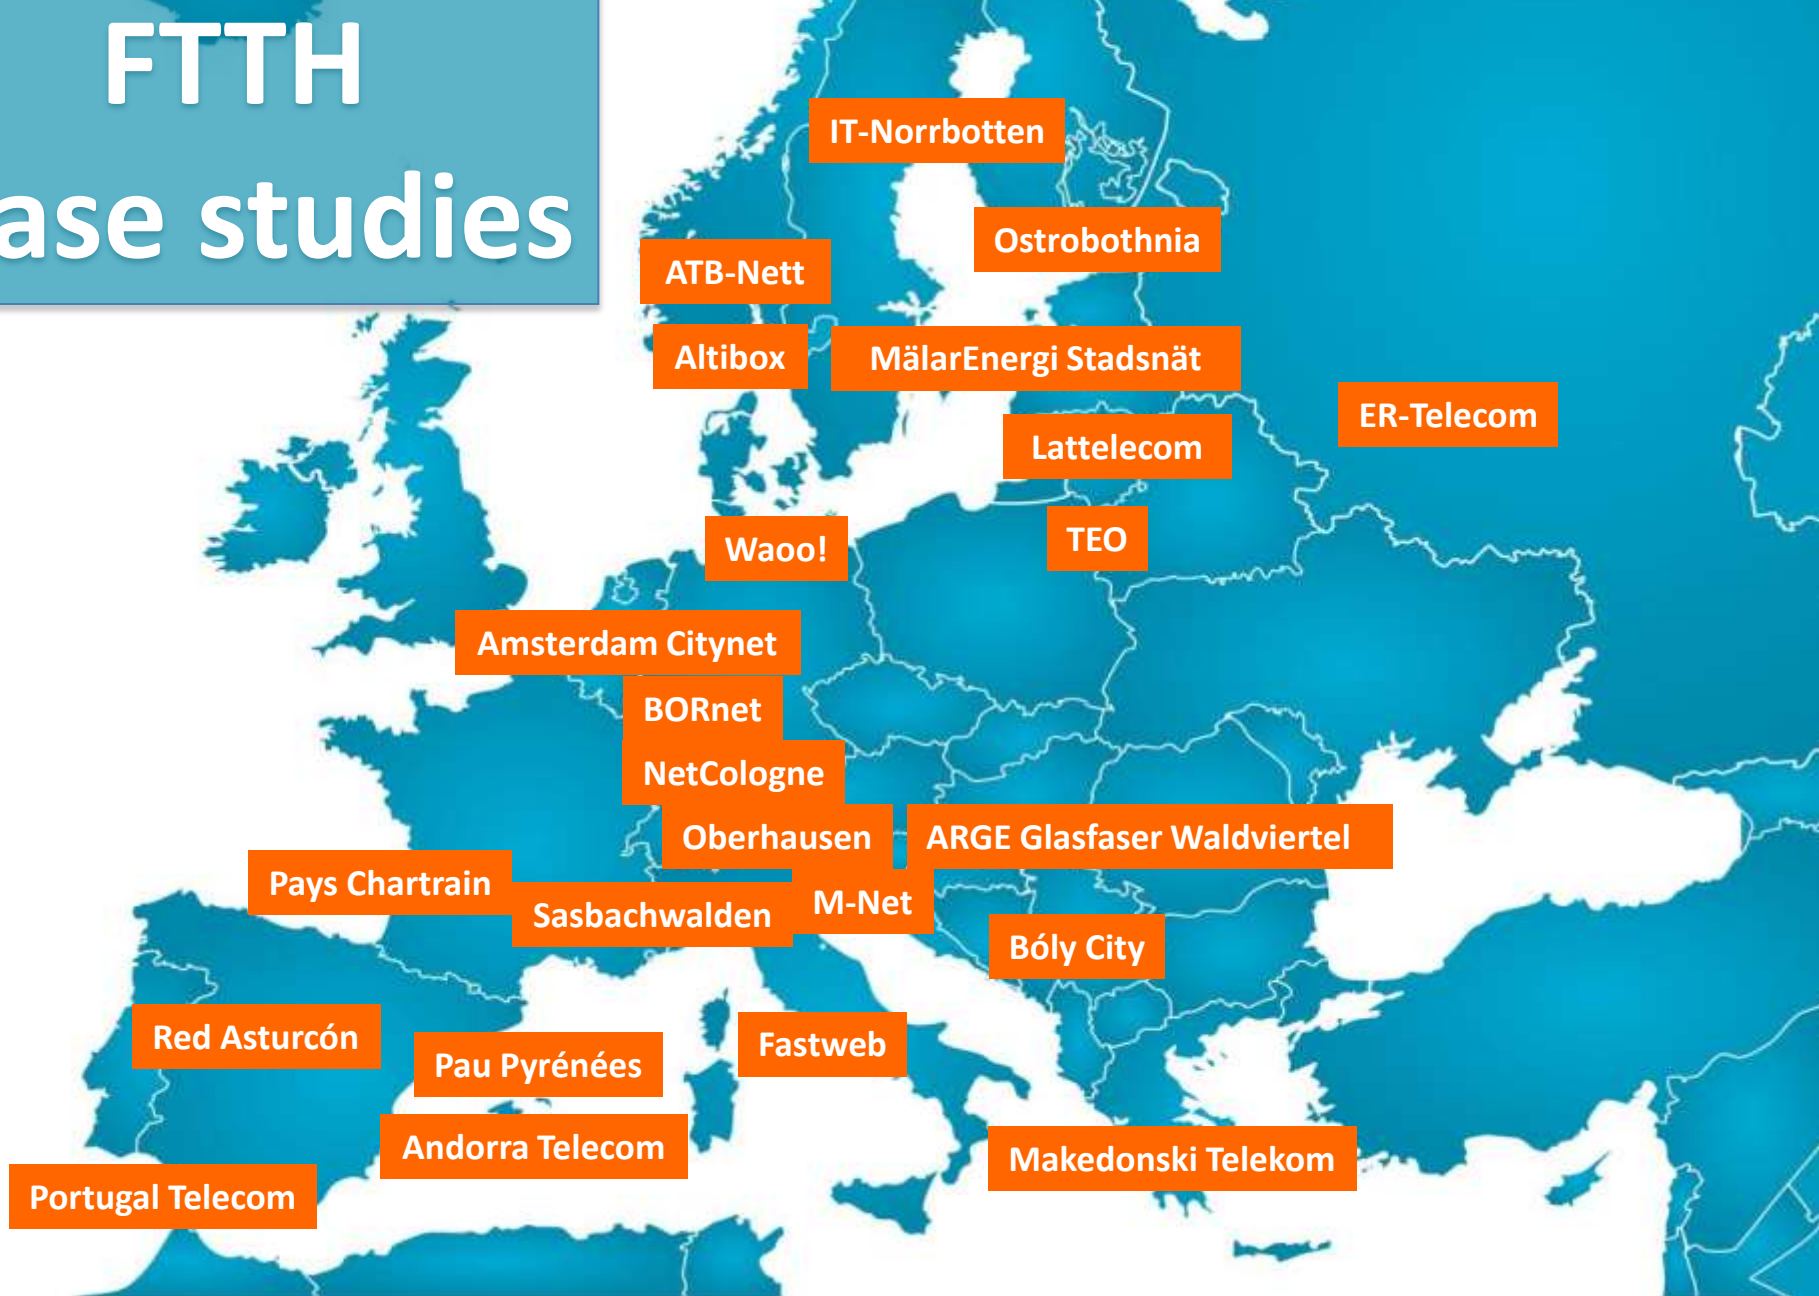 FTTH
ase studies
IT-Norrbotten
Ostrobothnia
ATB-Nett
Altibox
MälarEnergi Stadsnät
ER-Telecom
Lattelecom
TEO
Waoo!
Amsterdam Citynet
BORnet
NetCologne
Oberhausen
ARGE Glasfaser Waldviertel
Pays Chartrain
Sasbachwalden
M-Net
Bóly City
Red Asturcón
Pau Pyrénées
Fastweb
Andorra Telecom
Makedonski Telekom
Portugal Telecom